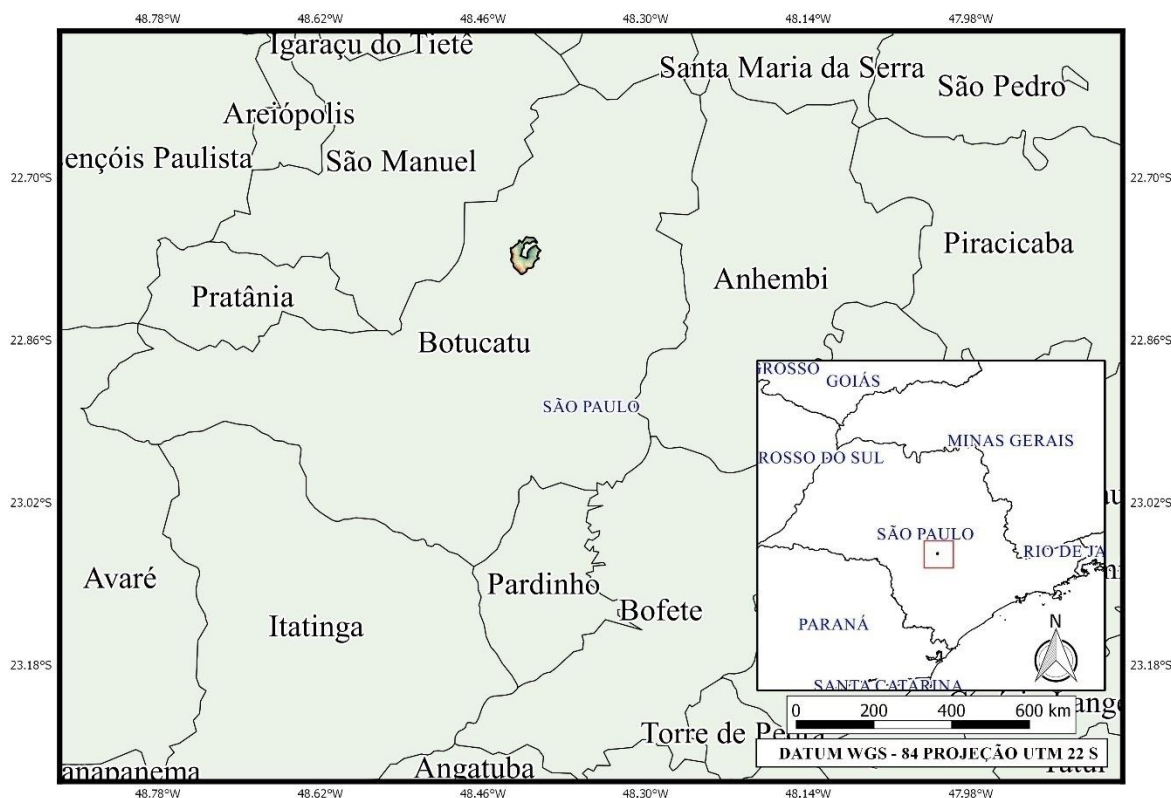 48.78°W 48.62°W 48.46°W 48.30°W 48.14°W 47.98°W
Igaraçu do Tietê
Santa Maria da Serra
São Pedro
Areiópolis
ençóis Paulista
São Manuel
22.70°S 22.70°S
Piracicaba
Anhembi
Pratânia
Botucatu
22.86°S 22.86°S
SÃO PAULO
GROSSO
GOIÁS
MINAS GERAIS
ROSSO DO SUL
SÃO PAULO
RIO DE JA
PARANÁ
N
SANTA CATARINA
23.02°S 23.02°S
Avaré
Pardinho
Bofete
Itatinga
23.18°S 23.18°S
0 200 400 600 km
Torre de Pedra
DATUM WGS - 84 PROJEÇÃO UTM 22 S
anapanema
Angatuba
48.78°W 48.62°W 48.46°W 48.30°W 48.14°W 47.98°W